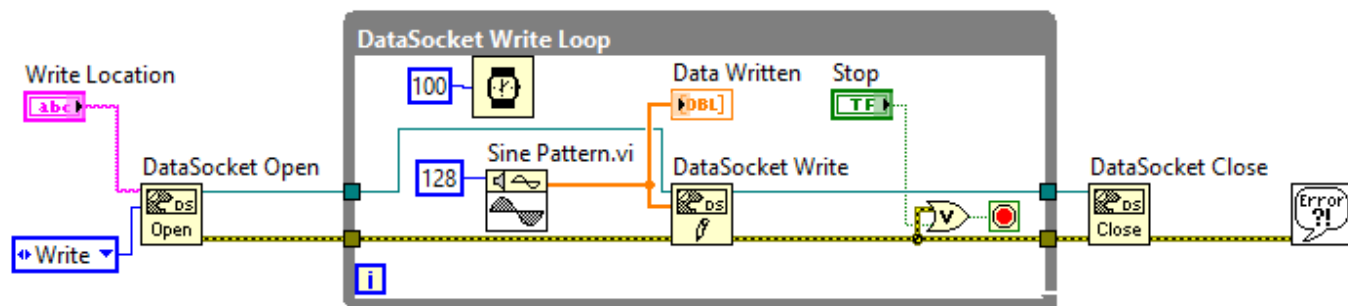 DataSocket Write Loop
Write Location
abc
100
Data Written
DBL]
Stop
TF
DataSocket Open
Sine Pattern.vi
128
DataSocket Write
DataSocket Close
DS
Open
DS
V
DS
Close
Error
?!
Write
i